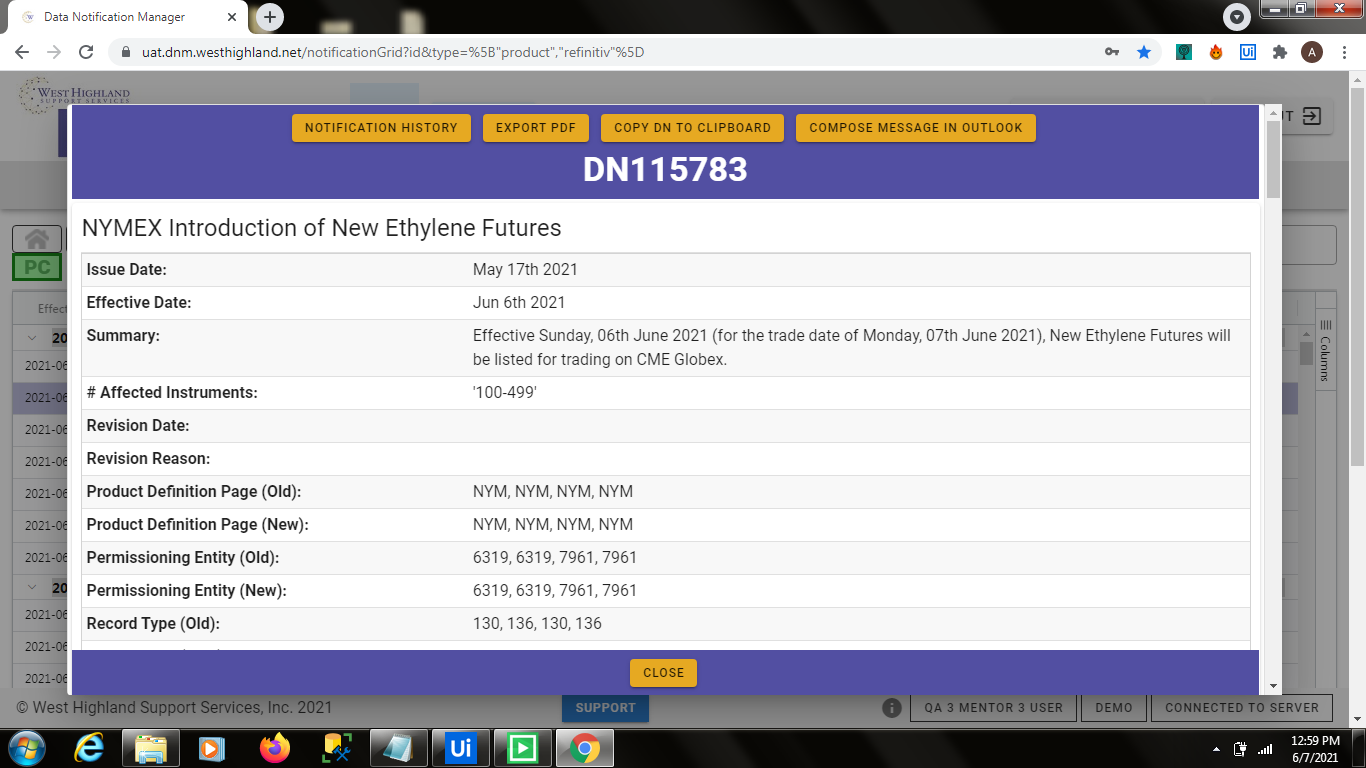 Data Notification Manager
uat.dnm.westhighland.net/notificationGrid?id&type=%5B"product","refinitiv"%5D
Ui
A
WEST HIGHLAND
SUPPORT SERVICES
NOTIFICATION HISTORY
EXPORT PDF
COPY DN TO CLIPBOARD
COMPOSE MESSAGE IN OUTLOOK
DN115783
NYMEX Introduction of New Ethylene Futures
PC
Issue Date: May 17th 2021
Effective Date: Jun 6th 2021
Summary: Effective Sunday, 06th June 2021 (for the trade date of Monday, 07th June 2021), New Ethylene Futures will
be listed for trading on CME Globex.
# Affected Instruments: '100-499'
Revision Date:
Revision Reason:
Product Definition Page (Old): NYM, NYM, NYM, NYM
Product Definition Page (New): NYM, NYM, NYM, NYM
Permissioning Entity (Old): 6319, 6319, 7961, 7961
Permissioning Entity (New): 6319, 6319, 7961, 7961
Record Type (Old): 130, 136, 130, 136
Effect
20
2021-06
2021-06
2021-06
2021-06
2021-06
2021-06
2021-06
20
2021-06
2021-06
2021-06
Columns
CLOSE
© West Highland Support Services, Inc. 2021
SUPPORT
QA 3 MENTOR 3 USER
DEMO
CONNECTED TO SERVER
Ui
12:59 PM
6/7/2021